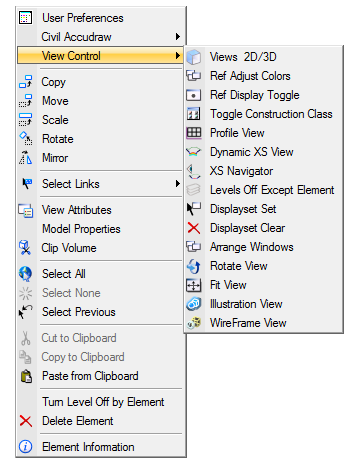 User Preferences
Civil Accudraw
View Control
Copy
Move
Scale
Rotate
Mirror
Select Links
View Attributes
Model Properties
Clip Volume
Select All
Select None
Select Previous
Cut to Clipboard
Copy to Clipboard
Paste from Clipboard
Turn Level Off by Element
Delete Element
Element Information
Views 2D/3D
Ref Adjust Colors
Ref Display Toggle
Toggle Construction Class
Profile View
Dynamic XS View
XS Navigator
Levels Off Except Element
Displayset Set
Displayset Clear
Arrange Windows
Rotate View
Fit View
Illustration View
WireFrame View